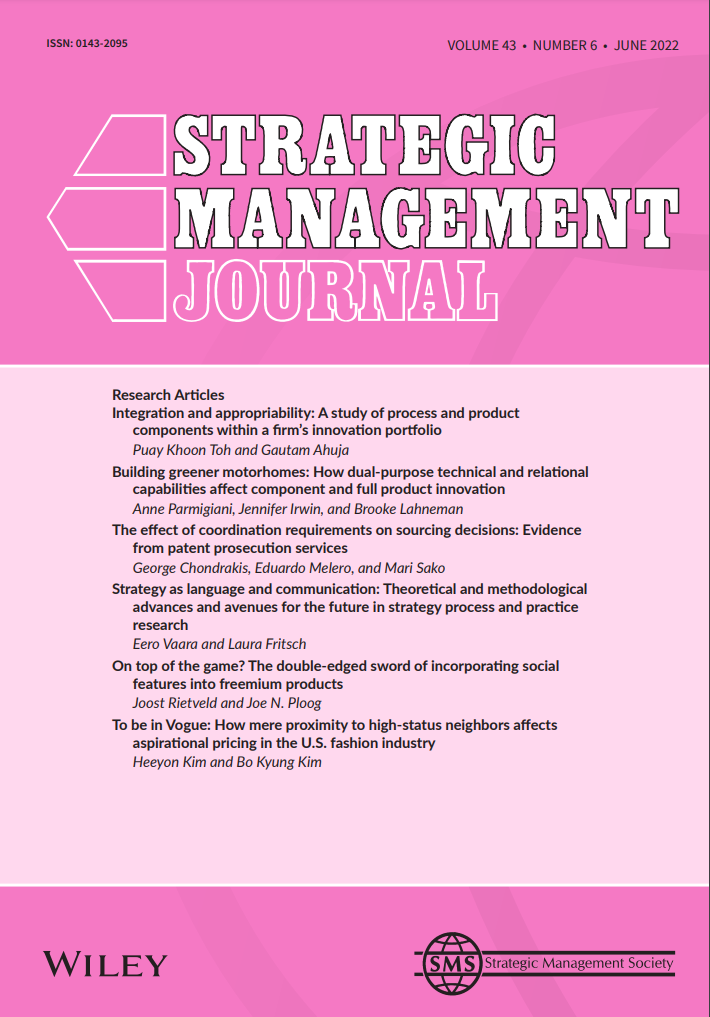 ISSN: 0143-2095
VOLUME 43 • NUMBER 6 • JUNE 2022
STRATEGIC
MANAGEMENT
JOURNAL
Research Articles
Integration and appropriability: A study of process and product
components within a firm's innovation portfolio
Puay Khoon Toh and Gautam Ahuja
Building greener motorhomes: How dual-purpose technical and relational
capabilities affect component and full product innovation
Anne Parmigiani, Jennifer Irwin, and Brooke Lahneman
The effect of coordination requirements on sourcing decisions: Evidence
from patent prosecution services
George Chondrakis, Eduardo Melero, and Mari Sako
Strategy as language and communication: Theoretical and methodological
advances and avenues for the future in strategy process and practice
research
Eero Vaara and Laura Fritsch
On top of the game? The double-edged sword of incorporating social
features into freemium products
Joost Rietveld and Joe N. Ploog
To be in Vogue: How mere proximity to high-status neighbors affects
aspirational pricing in the U.S. fashion industry
Heeyon Kim and Bo Kyung Kim
WILEY
SMS Strategic Management Society